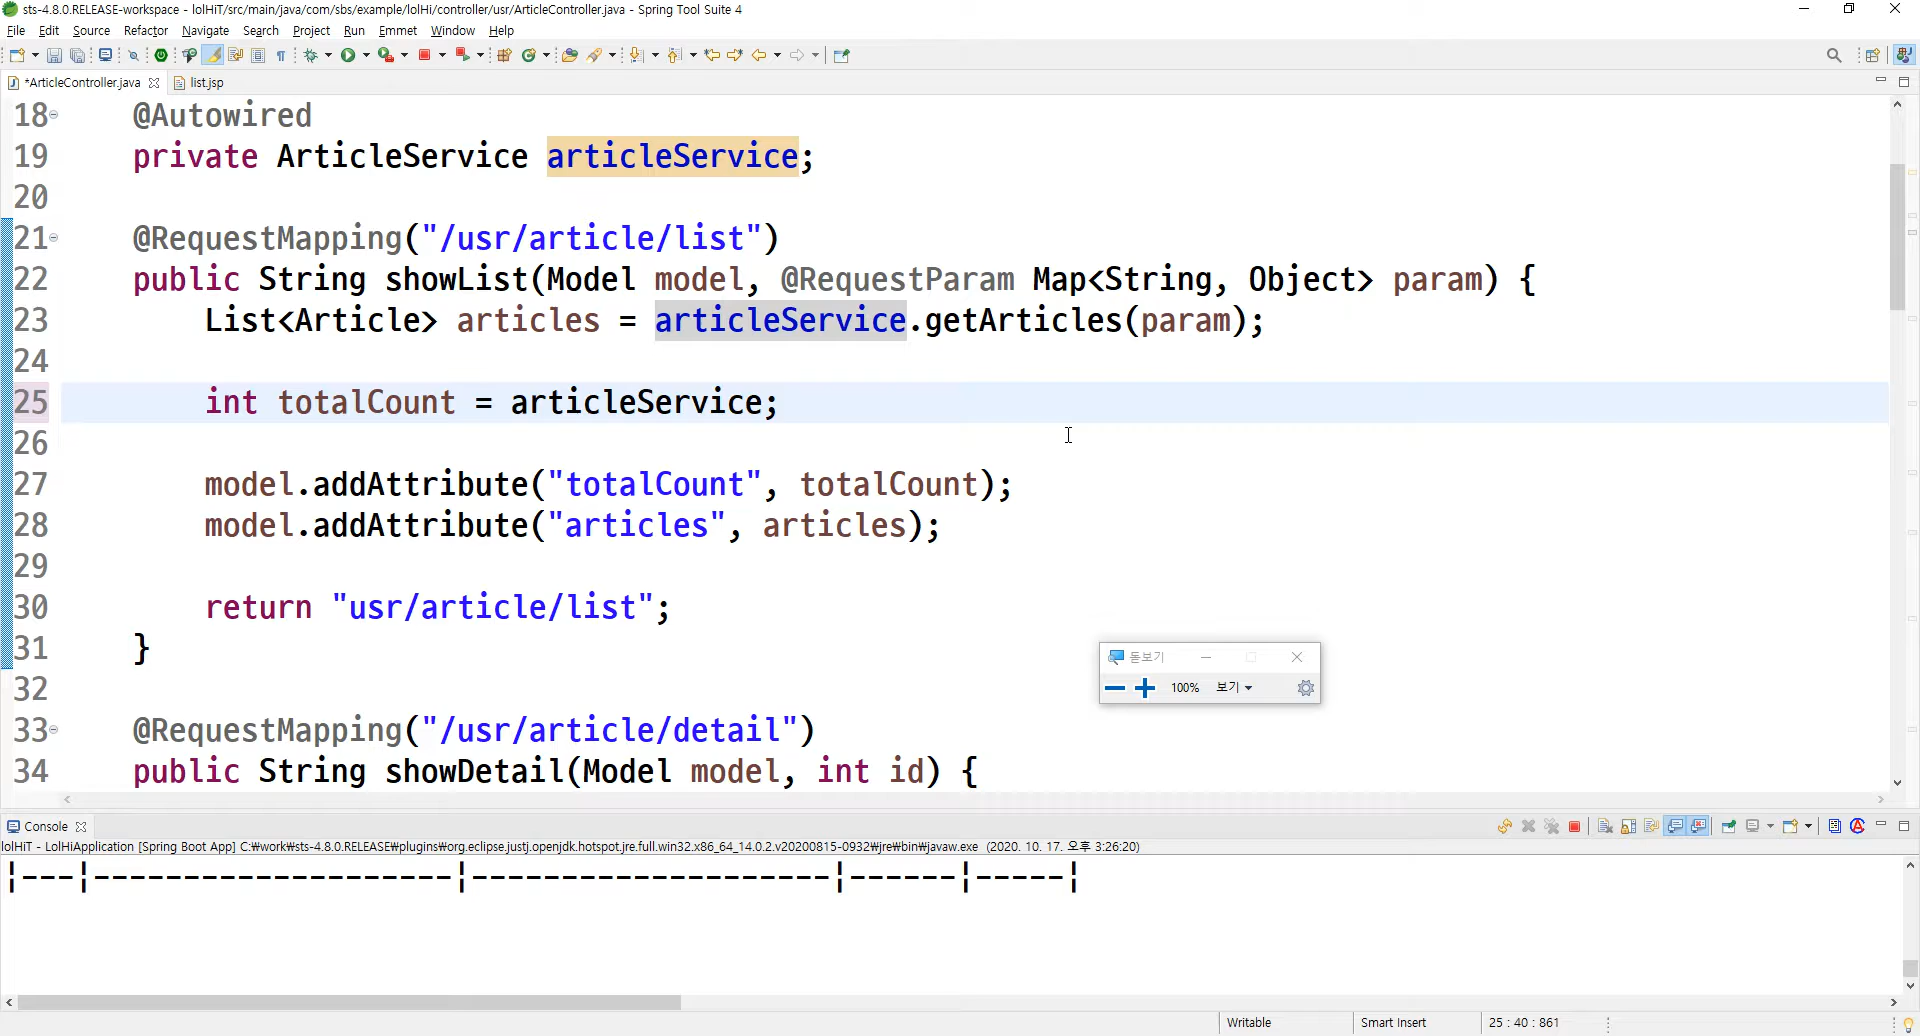 sts-4.8.0.RELEASE-workspace - lolHiT/src/main/java/com/sbs/example/lolHi/controller/usr/ArticleController.java - Spring Tool Suite 4
File Edit Source Refactor Navigate Search Project Run Emmet Window Help
*ArticleController.java list.jsp
18 @Autowired
19 private ArticleService articleService;
20
21 @RequestMapping("/usr/article/list")
22 public String showList(Model model, @RequestParam Map<String, Object> param) {
23 List<Article> articles = articleService.getArticles(param);
24
25 int totalCount = articleService;
26
27 model.addAttribute("totalCount", totalCount);
28 model.addAttribute("articles", articles);
29
30 return "usr/article/list";
31 }
32
33 @RequestMapping("/usr/article/detail")
34 public String showDetail(Model model, int id) {
돋보기
100% 보기
Console
lolHiT - LolHiApplication [Spring Boot App] C:₩work₩sts-4.8.0.RELEASE₩plugins₩org.eclipse.justj.openjdk.hotspot.jre.full.win32.x86_64_14.0.2.v20200815-0932₩jre₩bin₩javaw.exe (2020. 10. 17. 오후 3:26:20)
¦---¦--------------------¦--------------------¦------¦-----¦
Writable Smart Insert 25 : 40 : 861